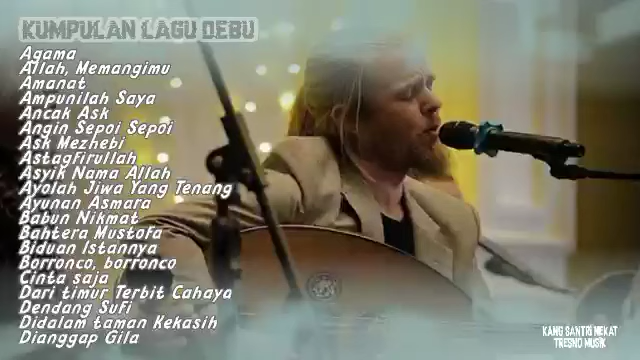 KUMPULAN LAGU DEBU
Agama
Allah, Memangimu
Amanat
Ampunilah Saya
Ancak Ask
Angin Sepoi Sepoi
Ask Mezhebi
Astagfirullah
Asyik Nama Allah
Ayolah Jiwa Yang Tenang
Ayunan Asmara
Babun Nikmat
Bahtera Mustofa
Biduan Istannya
Borronco, borronco
Cinta saja
Dari timur Terbit Cahaya
Dendang Sufi
Didalam taman Kekasih
Dianggap Gila
KANG SANTRI NEKAT
TRESNO MUSIK